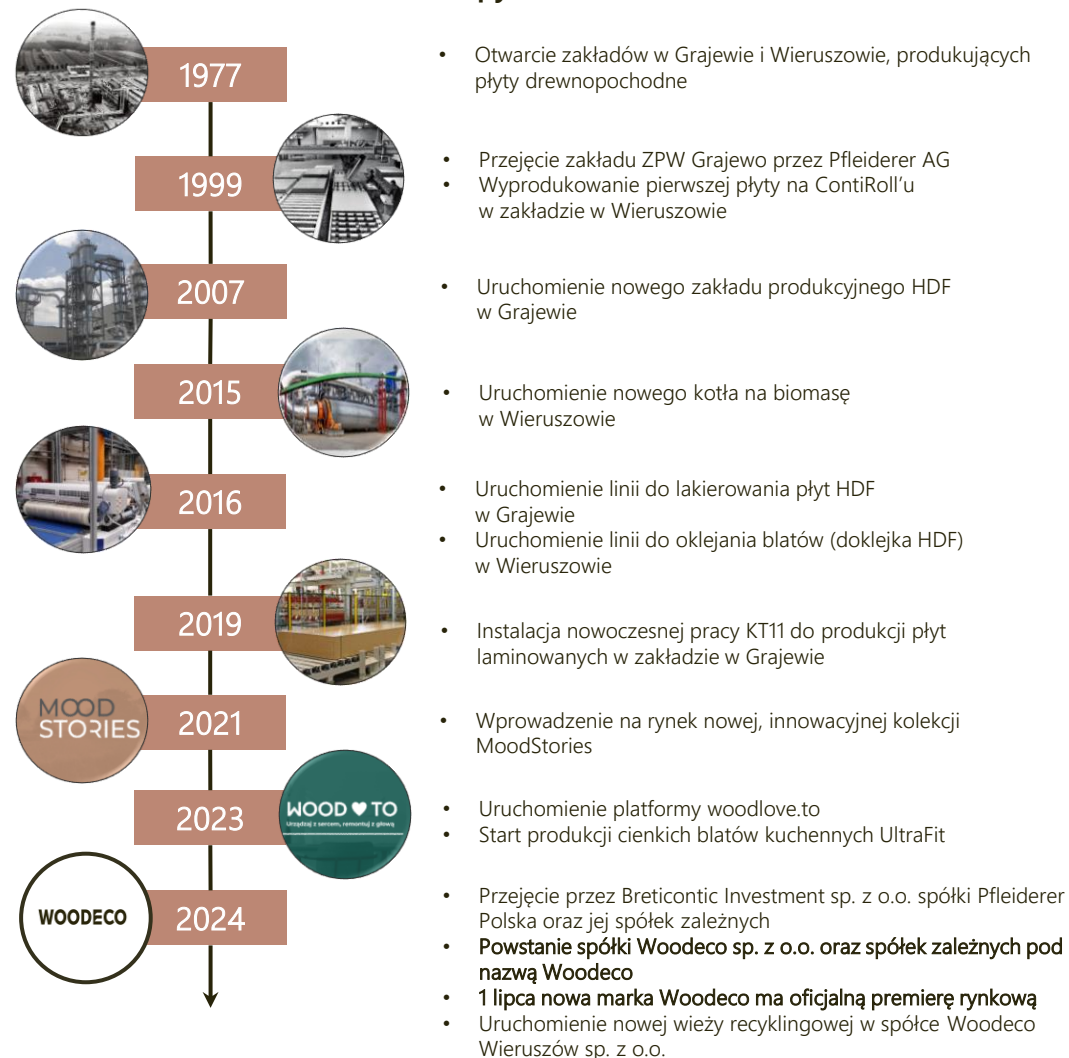 1977
• Otwarcie zakładów w Grajewie i Wieruszowie, produkujących
płyty drewnopochodne
1999
• Przejęcie zakładu ZPW Grajewo przez Pfleiderer AG
• Wyprodukowanie pierwszej płyty na ContiRoll’u
w zakładzie w Wieruszowie
2007
• Uruchomienie nowego zakładu produkcyjnego HDF
w Grajewie
2015
• Uruchomienie nowego kotła na biomasę
w Wieruszowie
2016
• Uruchomienie linii do lakierowania płyt HDF
w Grajewie
• Uruchomienie linii do oklejania blatów (doklejka HDF)
w Wieruszowie
2019
• Instalacja nowoczesnej pracy KT11 do produkcji płyt
laminowanych w zakładzie w Grajewie
MOOD
STORIES
2021
• Wprowadzenie na rynek nowej, innowacyjnej kolekcji
MoodStories
2023
WOOD ♥ TO
Urządzaj z sercem, remontuj z głową
• Uruchomienie platformy woodlove.to
• Start produkcji cienkich blatów kuchennych UltraFit
WOODECO
2024
• Przejęcie przez Breticontic Investment sp. z o.o. spółki Pfleiderer
Polska oraz jej spółek zależnych
• Powstanie spółki Woodeco sp. z o.o. oraz spółek zależnych pod
nazwą Woodeco
• 1 lipca nowa marka Woodeco ma oficjalną premierę rynkową
• Uruchomienie nowej wieży recyklingowej w spółce Woodeco
Wieruszów sp. z o.o.